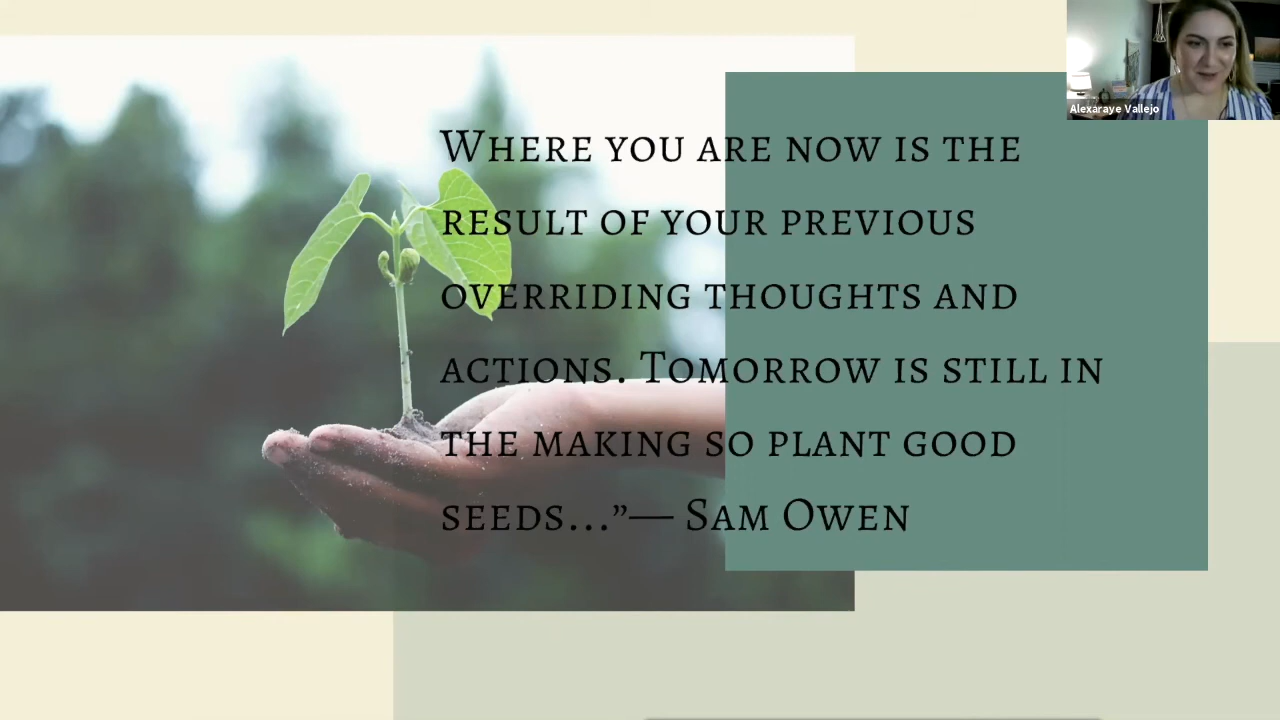 Alexaraye Vallejo
Where you are now is the
result of your previous
overriding thoughts and
actions. Tomorrow is still in
the making so plant good
seeds...”— Sam Owen